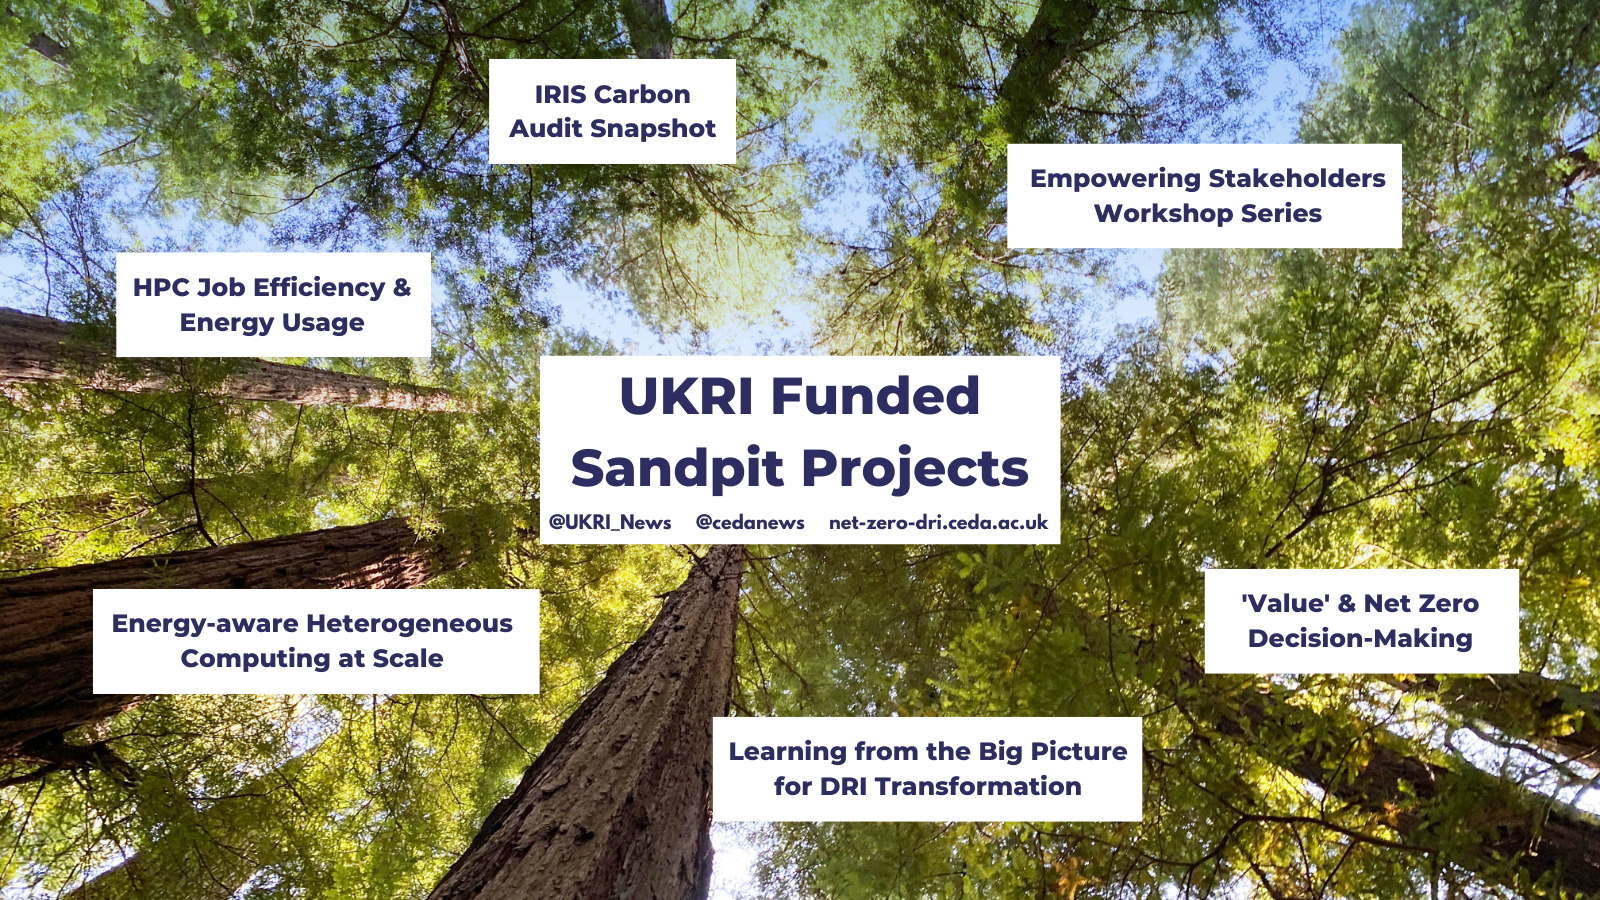 IRIS Carbon
Audit Snapshot
Empowering Stakeholders
Workshop Series
HPC Job Efficiency &
Energy Usage
UKRI Funded
Sandpit Projects
@UKRI_News @cedanews net-zero-dri.ceda.ac.uk
Energy-aware Heterogeneous
Computing at Scale
'Value' & Net Zero
Decision-Making
Learning from the Big Picture
for DRI Transformation